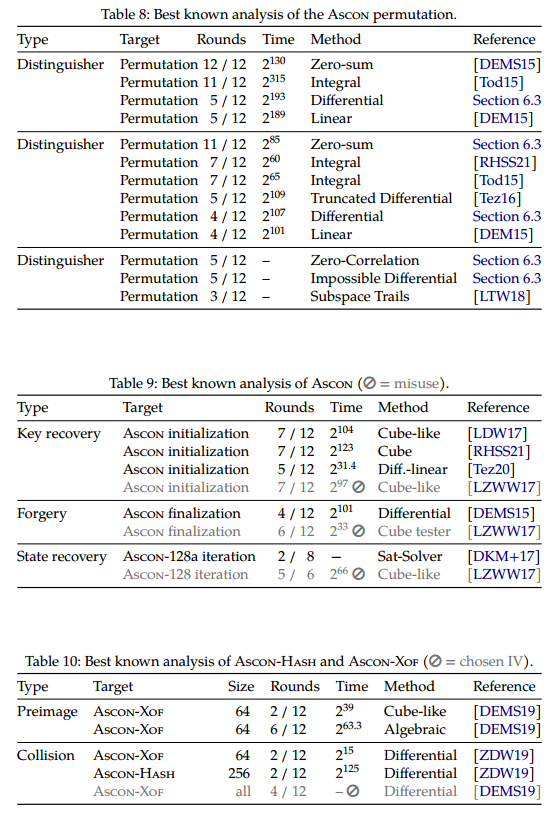 Table 8: Best known analysis of the Ascon permutation.
Type Target Rounds Time Method Reference
Distinguisher Permutation 12 / 12 2^130 Zero-sum [DEMS15]
Permutation 11 / 12 2^315 Integral [Tod15]
Permutation 5 / 12 2^193 Differential Section 6.3
Permutation 5 / 12 2^189 Linear [DEM15]
Distinguisher Permutation 11 / 12 2^85 Zero-sum Section 6.3
Permutation 7 / 12 2^60 Integral [RHSS21]
Permutation 7 / 12 2^65 Integral [Tod15]
Permutation 5 / 12 2^109 Truncated Differential [Tez16]
Permutation 4 / 12 2^107 Differential Section 6.3
Permutation 4 / 12 2^101 Linear [DEM15]
Distinguisher Permutation 5 / 12 – Zero-Correlation Section 6.3
Permutation 5 / 12 – Impossible Differential Section 6.3
Permutation 3 / 12 – Subspace Trails [LTW18]
Table 9: Best known analysis of Ascon (⊘ = misuse).
Type Target Rounds Time Method Reference
Key recovery Ascon initialization 7 / 12 2^104 Cube-like [LDW17]
Ascon initialization 7 / 12 2^123 Cube [RHSS21]
Ascon initialization 5 / 12 2^31.4 Diff.-linear [Tez20]
Ascon initialization 7 / 12 2^97 ⊘ Cube-like [LZWW17]
Forgery Ascon finalization 4 / 12 2^101 Differential [DEMS15]
Ascon finalization 6 / 12 2^33 ⊘ Cube tester [LZWW17]
State recovery Ascon-128a iteration 2 / 8 – Sat-Solver [DKM+17]
Ascon-128 iteration 5 / 6 2^66 ⊘ Cube-like [LZWW17]
Table 10: Best known analysis of Ascon-Hash and Ascon-Xof (⊘ = chosen IV).
Type Target Size Rounds Time Method Reference
Preimage Ascon-Xof 64 2 / 12 2^39 Cube-like [DEMS19]
Ascon-Xof 64 6 / 12 2^63.3 Algebraic [DEMS19]
Collision Ascon-Xof 64 2 / 12 2^15 Differential [ZDW19]
Ascon-Hash 256 2 / 12 2^125 Differential [ZDW19]
Ascon-Xof all 4 / 12 – ⊘ Differential [DEMS19]